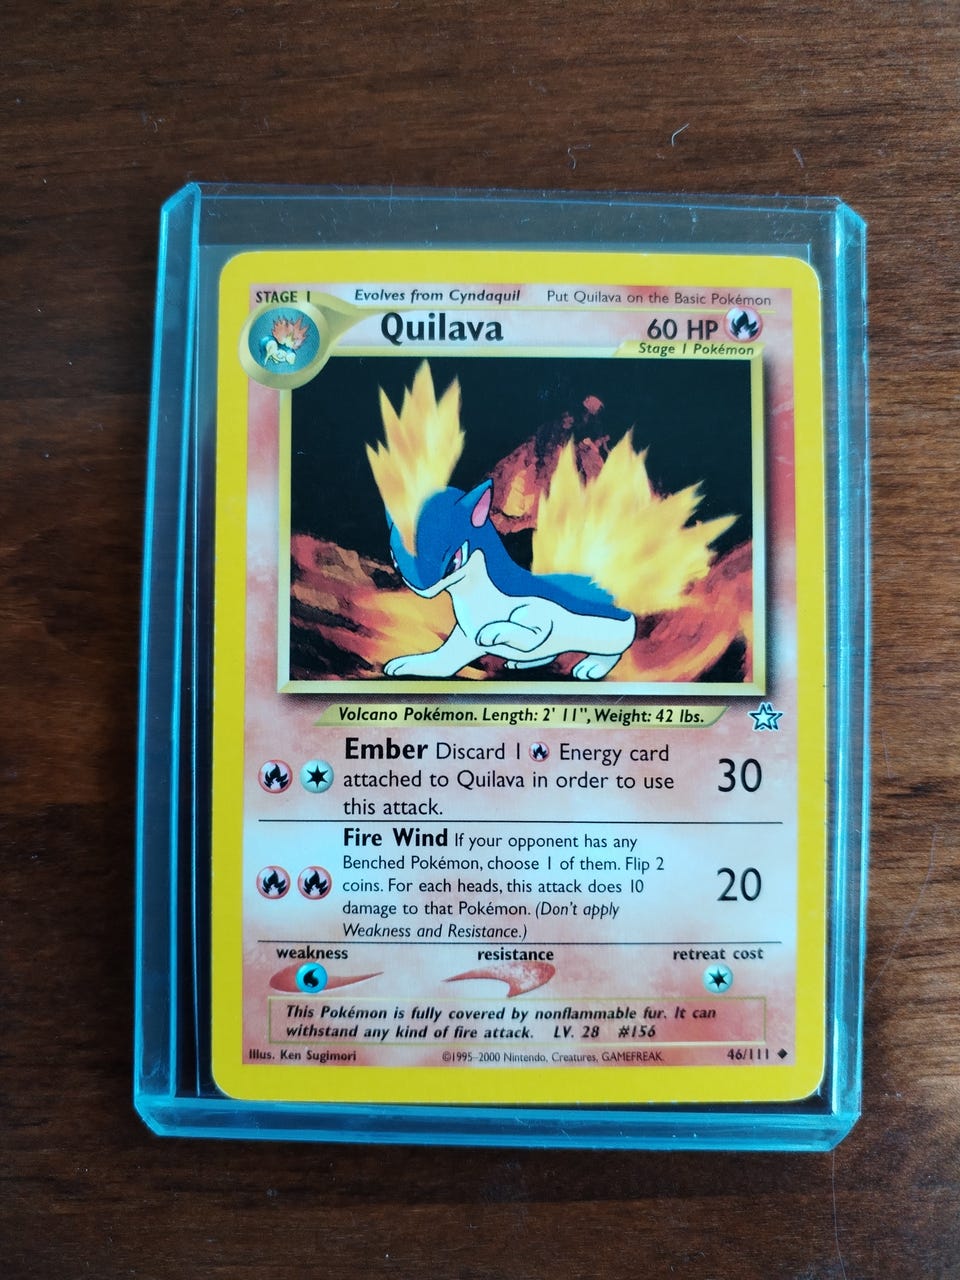 STAGE 1 Evolves from Cyndaquil Put Quilava on the Basic Pokémon
Quilava 60 HP
Stage 1 Pokémon
Volcano Pokémon. Length: 2' 11", Weight: 42 lbs.
Ember Discard 1 Energy card
attached to Quilava in order to use
this attack.
30
Fire Wind If your opponent has any
Benched Pokémon, choose 1 of them. Flip 2
coins. For each heads, this attack does 10
damage to that Pokémon. (Don't apply
Weakness and Resistance.)
20
weakness resistance retreat cost
This Pokémon is fully covered by nonflammable fur. It can
withstand any kind of fire attack. LV. 28 #156
Illus. Ken Sugimori ©1995–2000 Nintendo, Creatures, GAMEFREAK. 46/111